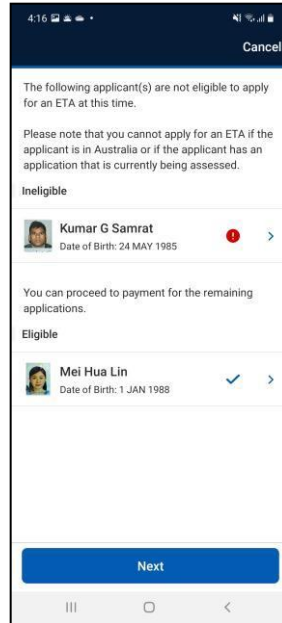 4:16
Cancel
The following applicant(s) are not eligible to apply
for an ETA at this time.
Please note that you cannot apply for an ETA if the
applicant is in Australia or if the applicant has an
application that is currently being assessed.
Ineligible
Kumar G Samrat
Date of Birth: 24 MAY 1985
You can proceed to payment for the remaining
applications.
Eligible
Mei Hua Lin
Date of Birth: 1 JAN 1988
Next